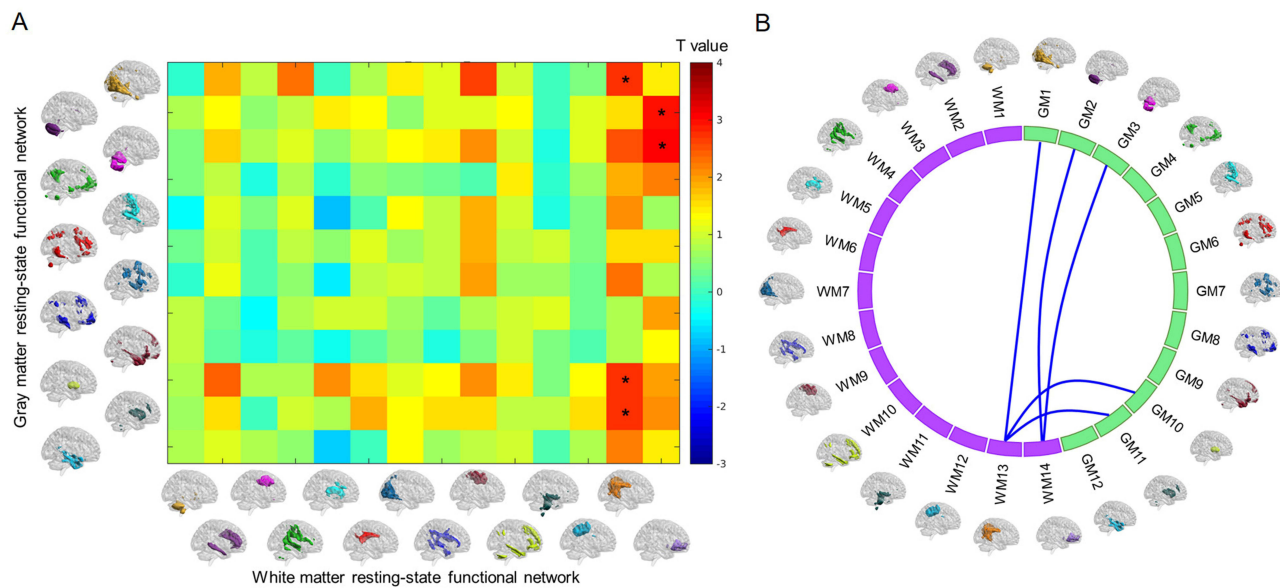 A
B
T value
Gray matter resting-state functional network
4
3
2
1
0
-1
-2
-3
*
*
*
*
*
White matter resting-state functional network
GM1
GM2
GM3
GM4
GM5
GM6
GM7
GM8
GM9
GM10
GM11
GM12
WM14
WM13
WM12
WM11
WM10
WM9
WM8
WM7
WM6
WM5
WM4
WM3
WM2
WM1